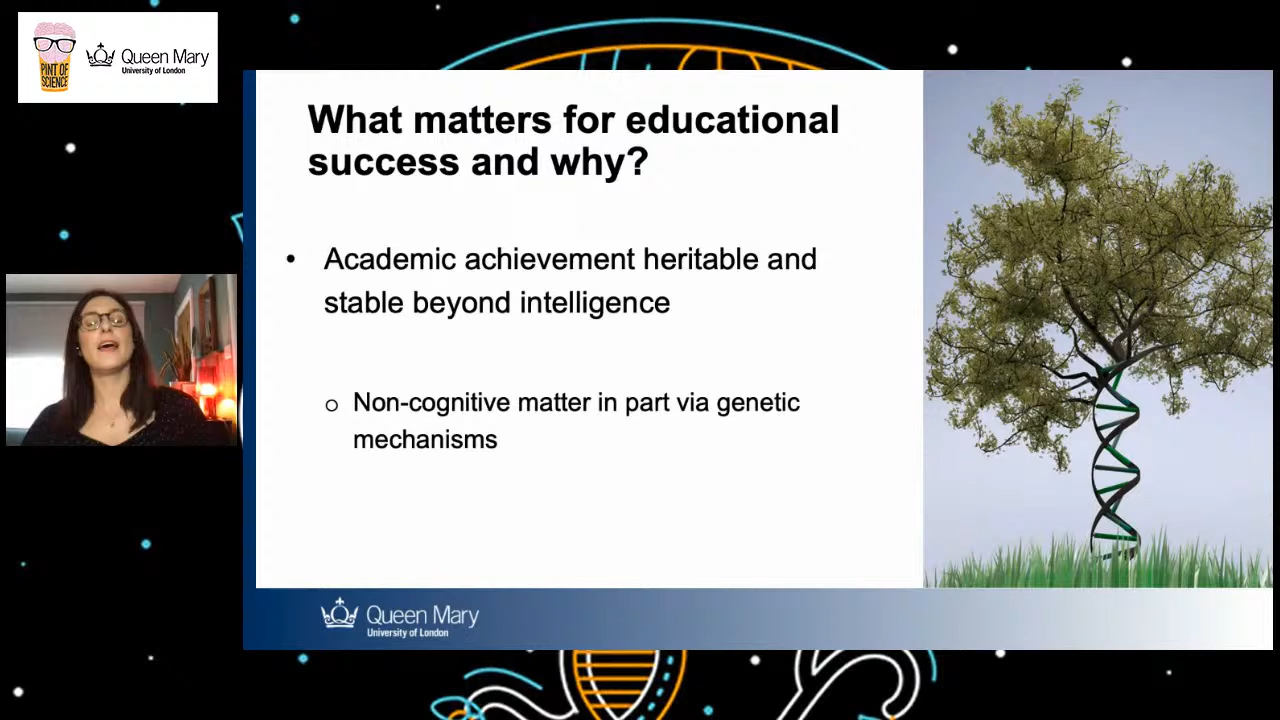 PINT OF
SCIENCE
Queen Mary
University of London
What matters for educational
success and why?
• Academic achievement heritable and
stable beyond intelligence
o Non-cognitive matter in part via genetic
mechanisms
Queen Mary
University of London